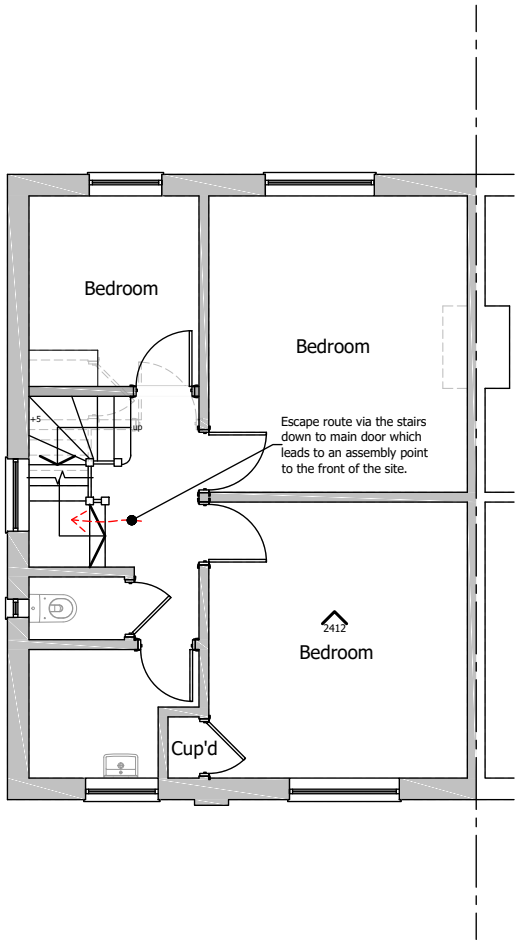 Bedroom
Bedroom
+5
up
Escape route via the stairs
down to main door which
leads to an assembly point
to the front of the site.
2412
Bedroom
Cup'd